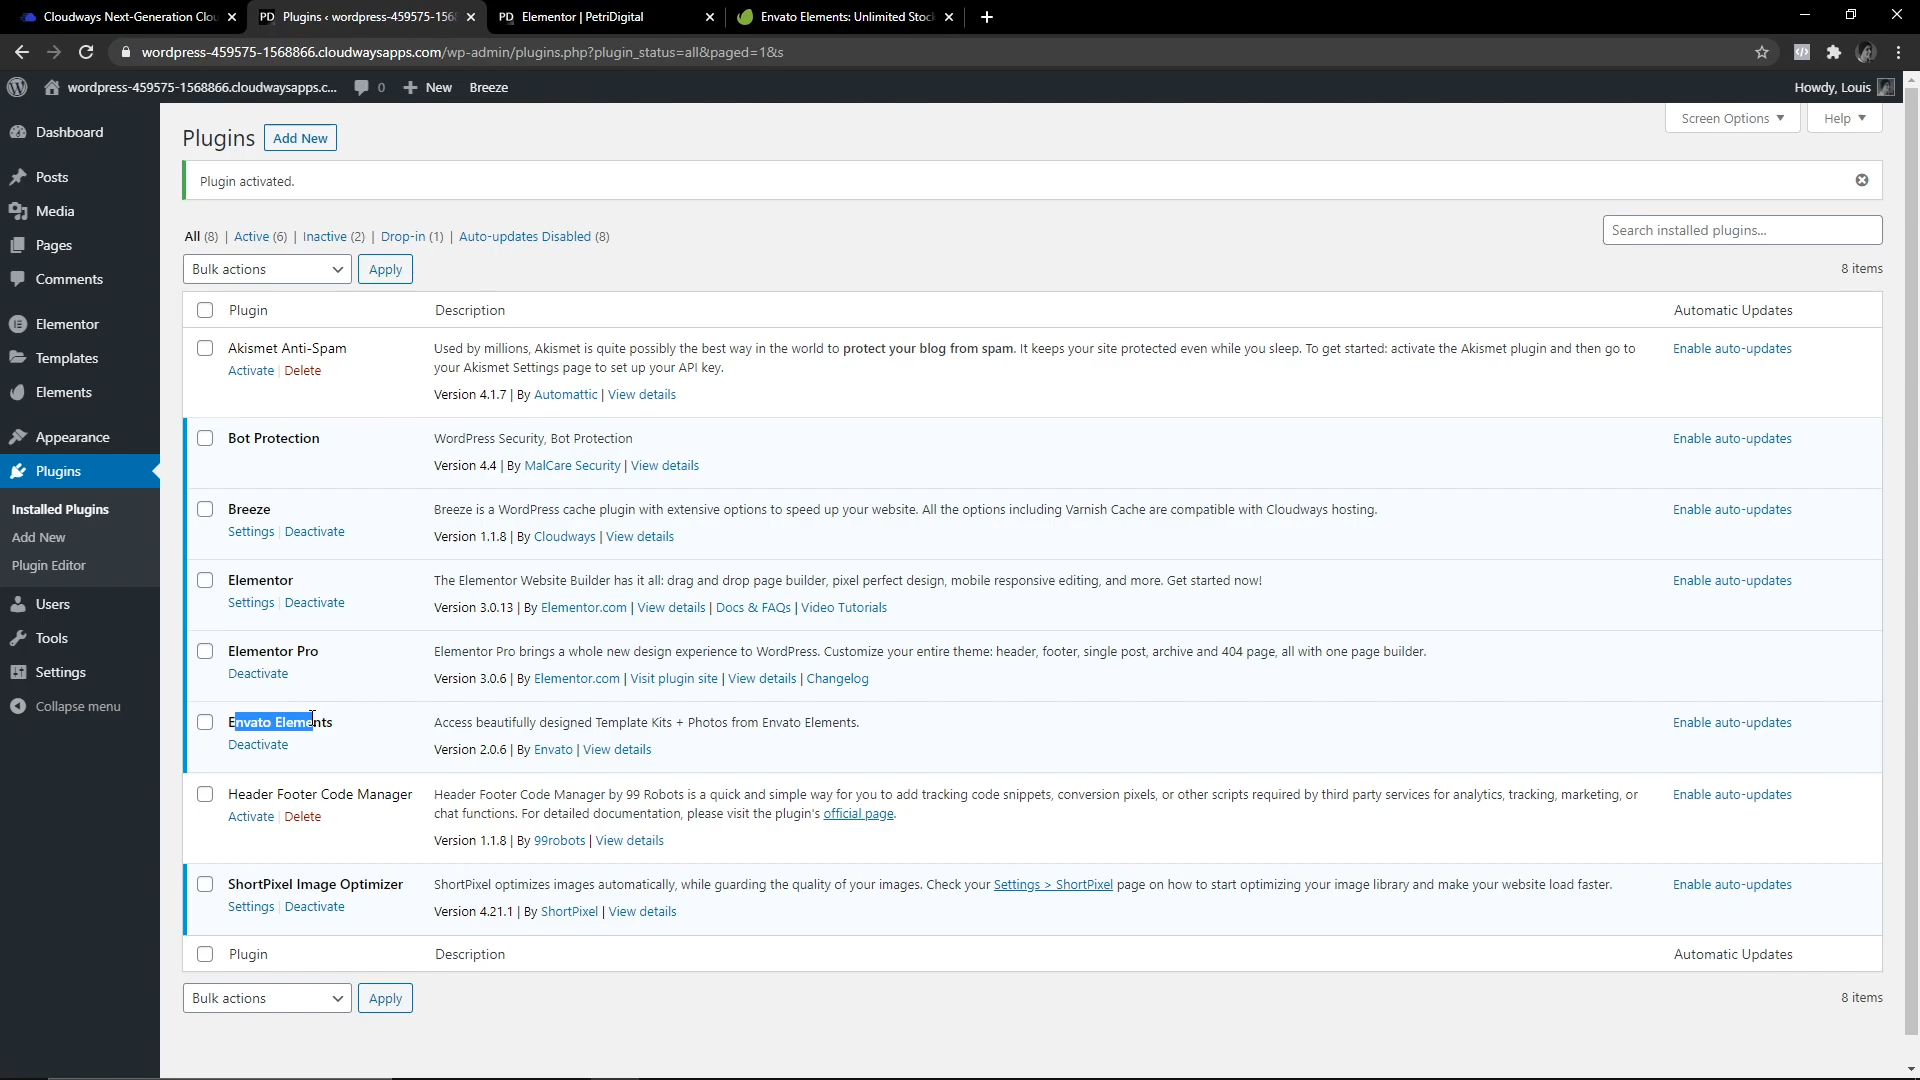 Cloudways Next-Generation Clou
PD Plugins ‹ wordpress-459575-156
PD Elementor | PetriDigital
Envato Elements: Unlimited Stoc
wordpress-459575-1568866.cloudwaysapps.com/wp-admin/plugins.php?plugin_status=all&paged=1&s
wordpress-459575-1568866.cloudwaysapps.c... 0 New Breeze Howdy, Louis
Dashboard
Posts
Media
Pages
Comments
Elementor
Templates
Elements
Appearance
Plugins
Installed Plugins
Add New
Plugin Editor
Users
Tools
Settings
Collapse menu
Screen Options Help
Plugins Add New
Plugin activated.
All (8) | Active (6) | Inactive (2) | Drop-in (1) | Auto-updates Disabled (8)
Search installed plugins...
Bulk actions Apply 8 items
Plugin Description Automatic Updates
Akismet Anti-Spam
Activate | Delete
Used by millions, Akismet is quite possibly the best way in the world to protect your blog from spam. It keeps your site protected even while you sleep. To get started: activate the Akismet plugin and then go to
your Akismet Settings page to set up your API key.
Version 4.1.7 | By Automattic | View details
Enable auto-updates
Bot Protection
WordPress Security, Bot Protection
Version 4.4 | By MalCare Security | View details
Enable auto-updates
Breeze
Settings | Deactivate
Breeze is a WordPress cache plugin with extensive options to speed up your website. All the options including Varnish Cache are compatible with Cloudways hosting.
Version 1.1.8 | By Cloudways | View details
Enable auto-updates
Elementor
Settings | Deactivate
The Elementor Website Builder has it all: drag and drop page builder, pixel perfect design, mobile responsive editing, and more. Get started now!
Version 3.0.13 | By Elementor.com | View details | Docs & FAQs | Video Tutorials
Enable auto-updates
Elementor Pro
Deactivate
Elementor Pro brings a whole new design experience to WordPress. Customize your entire theme: header, footer, single post, archive and 404 page, all with one page builder.
Version 3.0.6 | By Elementor.com | Visit plugin site | View details | Changelog
Envato Elements
Deactivate
Access beautifully designed Template Kits + Photos from Envato Elements.
Version 2.0.6 | By Envato | View details
Enable auto-updates
Header Footer Code Manager
Activate | Delete
Header Footer Code Manager by 99 Robots is a quick and simple way for you to add tracking code snippets, conversion pixels, or other scripts required by third party services for analytics, tracking, marketing, or
chat functions. For detailed documentation, please visit the plugin's official page.
Version 1.1.8 | By 99robots | View details
Enable auto-updates
ShortPixel Image Optimizer
Settings | Deactivate
ShortPixel optimizes images automatically, while guarding the quality of your images. Check your Settings > ShortPixel page on how to start optimizing your image library and make your website load faster.
Version 4.21.1 | By ShortPixel | View details
Enable auto-updates
Plugin Description Automatic Updates
Bulk actions Apply 8 items